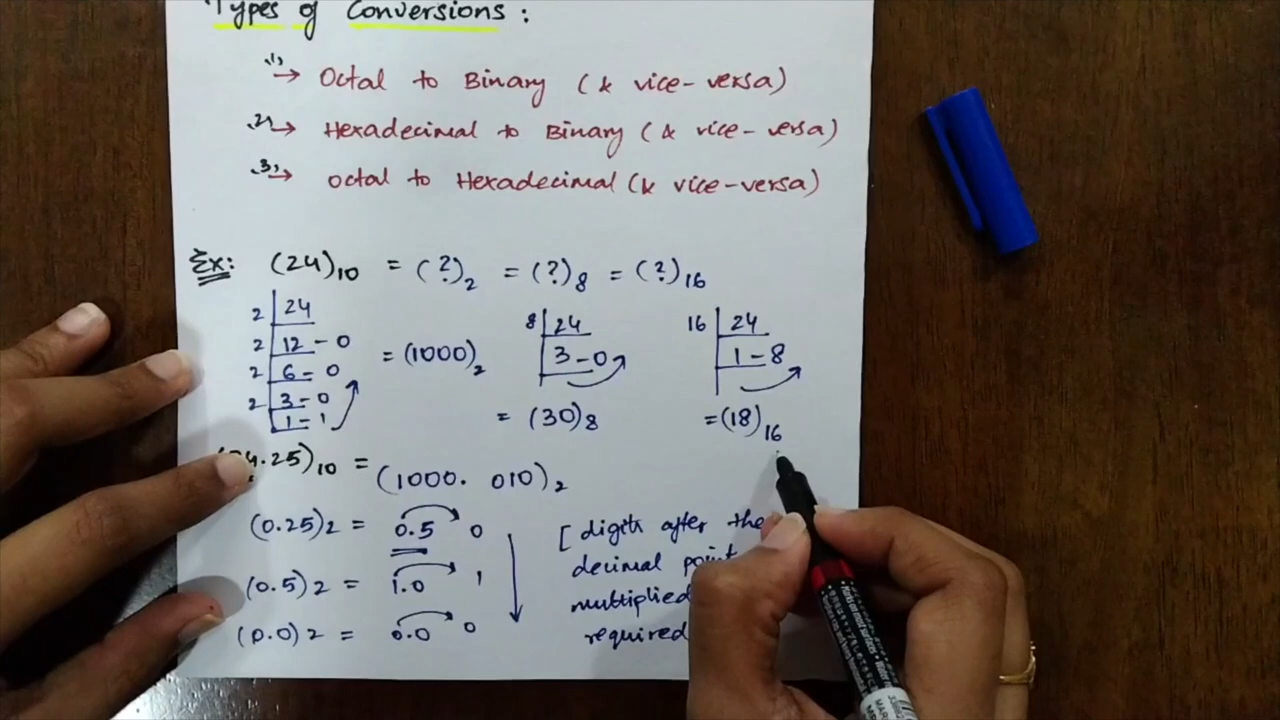 Types of Conversions :
.1, → Octal to Binary (& vice-versa)
.2, → Hexadecimal to Binary (& vice-versa)
.3, → octal to Hexadecimal (& vice-versa)
Ex: (24)10 = (?)2 = (?)8 = (?)16
2 | 24
2 | 12 - 0
2 | 6 - 0
2 | 3 - 0
1 - 1
= (1000)2
8 | 24
3 - 0
= (30)8
16 | 24
1 - 8
= (18)16
4.25)10 = (1000. 010)2
(0.25)2 = 0.5 0
(0.5)2 = 1.0 1
(0.0)2 = 0.0 0
[ digits after the
decimal point
multiplied
required